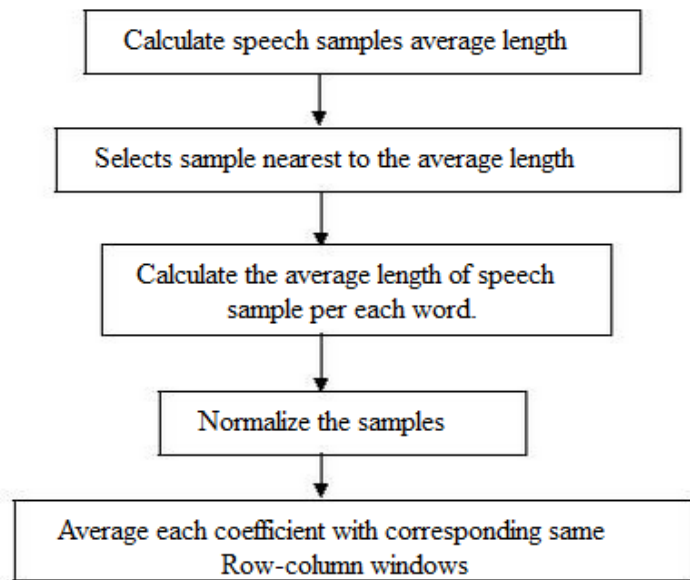 Calculate speech samples average length
Selects sample nearest to the average length
Calculate the average length of speech
sample per each word.
Normalize the samples
Average each coefficient with corresponding same
Row-column windows